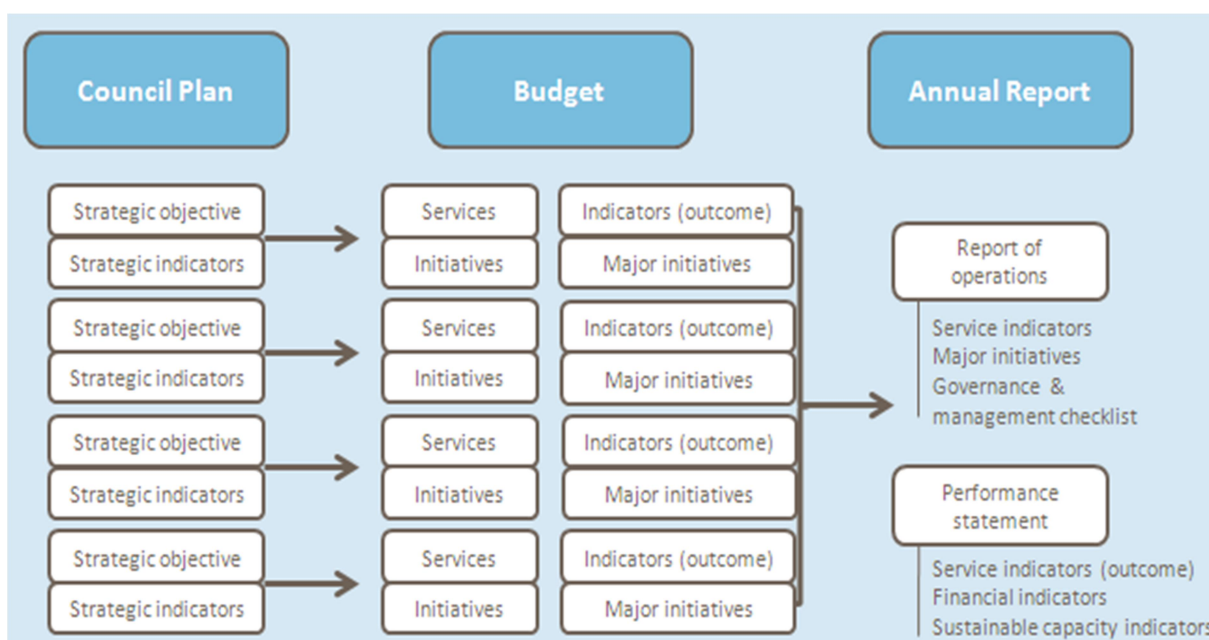 Council Plan
Budget
Annual Report
Strategic objective
Strategic indicators
Services
Initiatives
Indicators (outcome)
Major initiatives
Strategic objective
Strategic indicators
Services
Initiatives
Indicators (outcome)
Major initiatives
Strategic objective
Strategic indicators
Services
Initiatives
Indicators (outcome)
Major initiatives
Strategic objective
Strategic indicators
Services
Initiatives
Indicators (outcome)
Major initiatives
Report of
operations
Service indicators
Major initiatives
Governance &
management checklist
Performance
statement
Service indicators (outcome)
Financial indicators
Sustainable capacity indicators